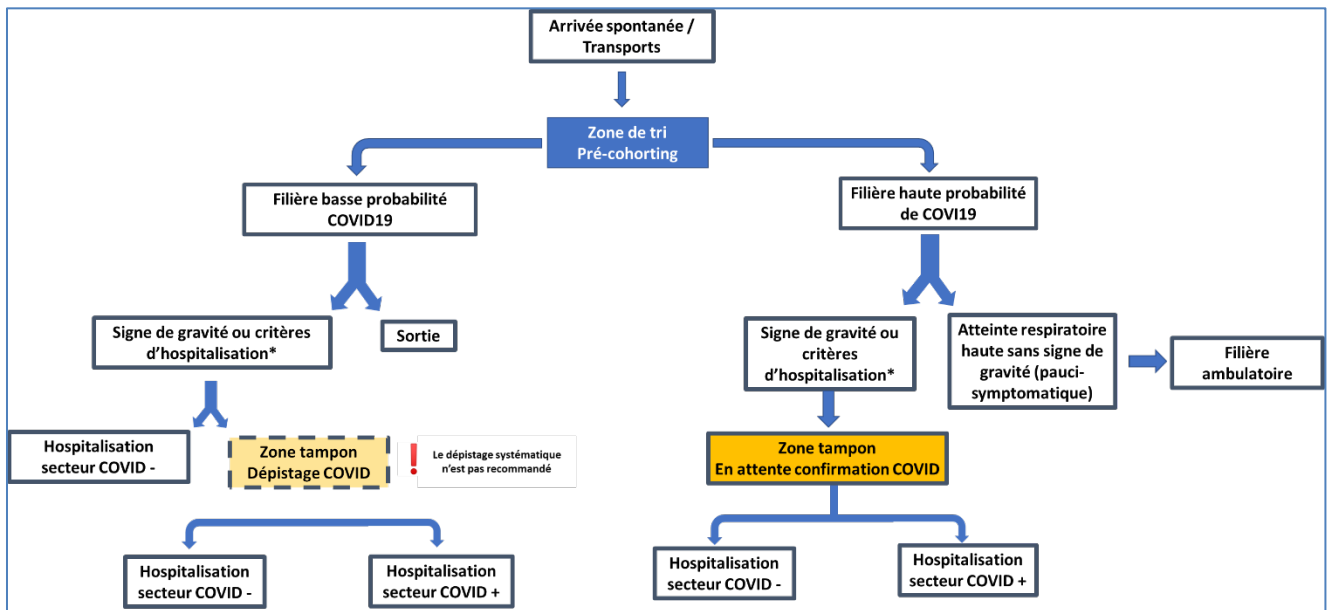 Arrivée spontanée /
Transports
Zone de tri
Pré-cohorting
Filière basse probabilité
COVID19
Filière haute probabilité
de COVI19
Signe de gravité ou critères
d'hospitalisation*
Sortie
Signe de gravité ou
critères
d'hospitalisation*
Atteinte respiratoire
haute sans signe de
gravité (pauci-
symptomatique)
Filière
ambulatoire
Hospitalisation
secteur COVID -
Zone tampon
Dépistage COVID
❗
Le dépistage systématique
n'est pas recommandé
Zone tampon
En attente confirmation COVID
Hospitalisation
secteur COVID -
Hospitalisation
secteur COVID +
Hospitalisation
secteur COVID -
Hospitalisation
secteur COVID +